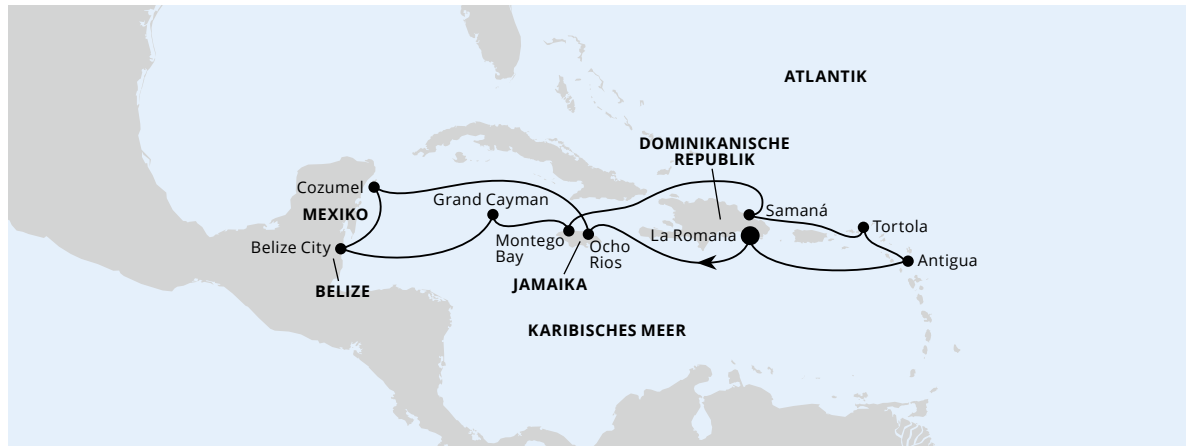 ATLANTIK
DOMINIKANISCHE
REPUBLIK
Cozumel
Grand Cayman
MEXIKO
Samaná
Tortola
Belize City
Montego
Bay
Ocho
Rios
La Romana
Antigua
BELIZE
JAMAIKA
KARIBISCHES MEER